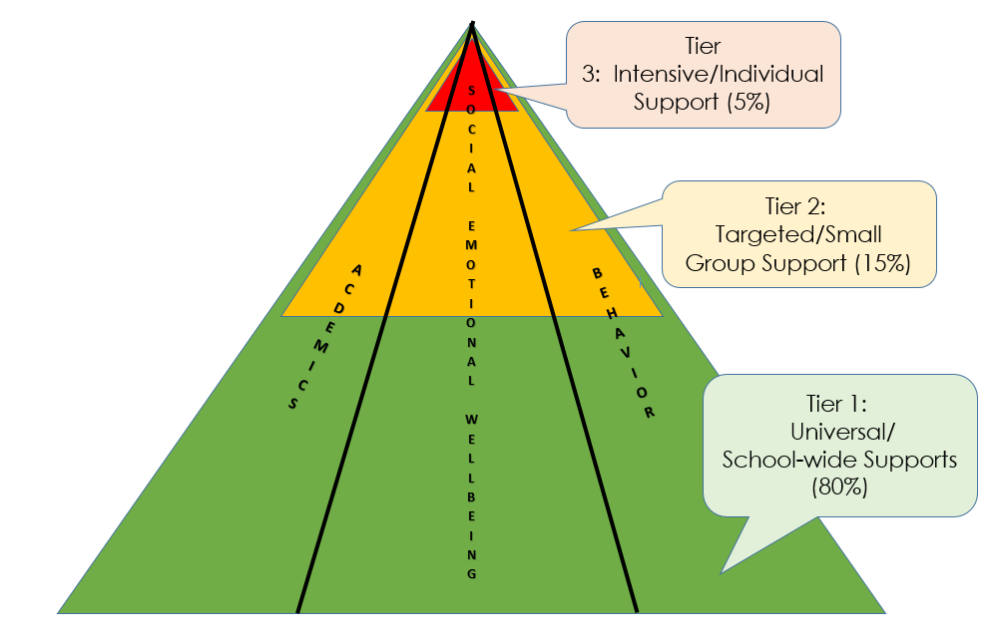 Tier
3:  Intensive/Individual
Support (5%)
Tier 2:
Targeted/Small
Group Support (15%)
Tier 1:
Universal/
School-wide Supports
(80%)
ACADEMICS
SOCIAL EMOTIONAL WELLBEING
BEHAVIOR